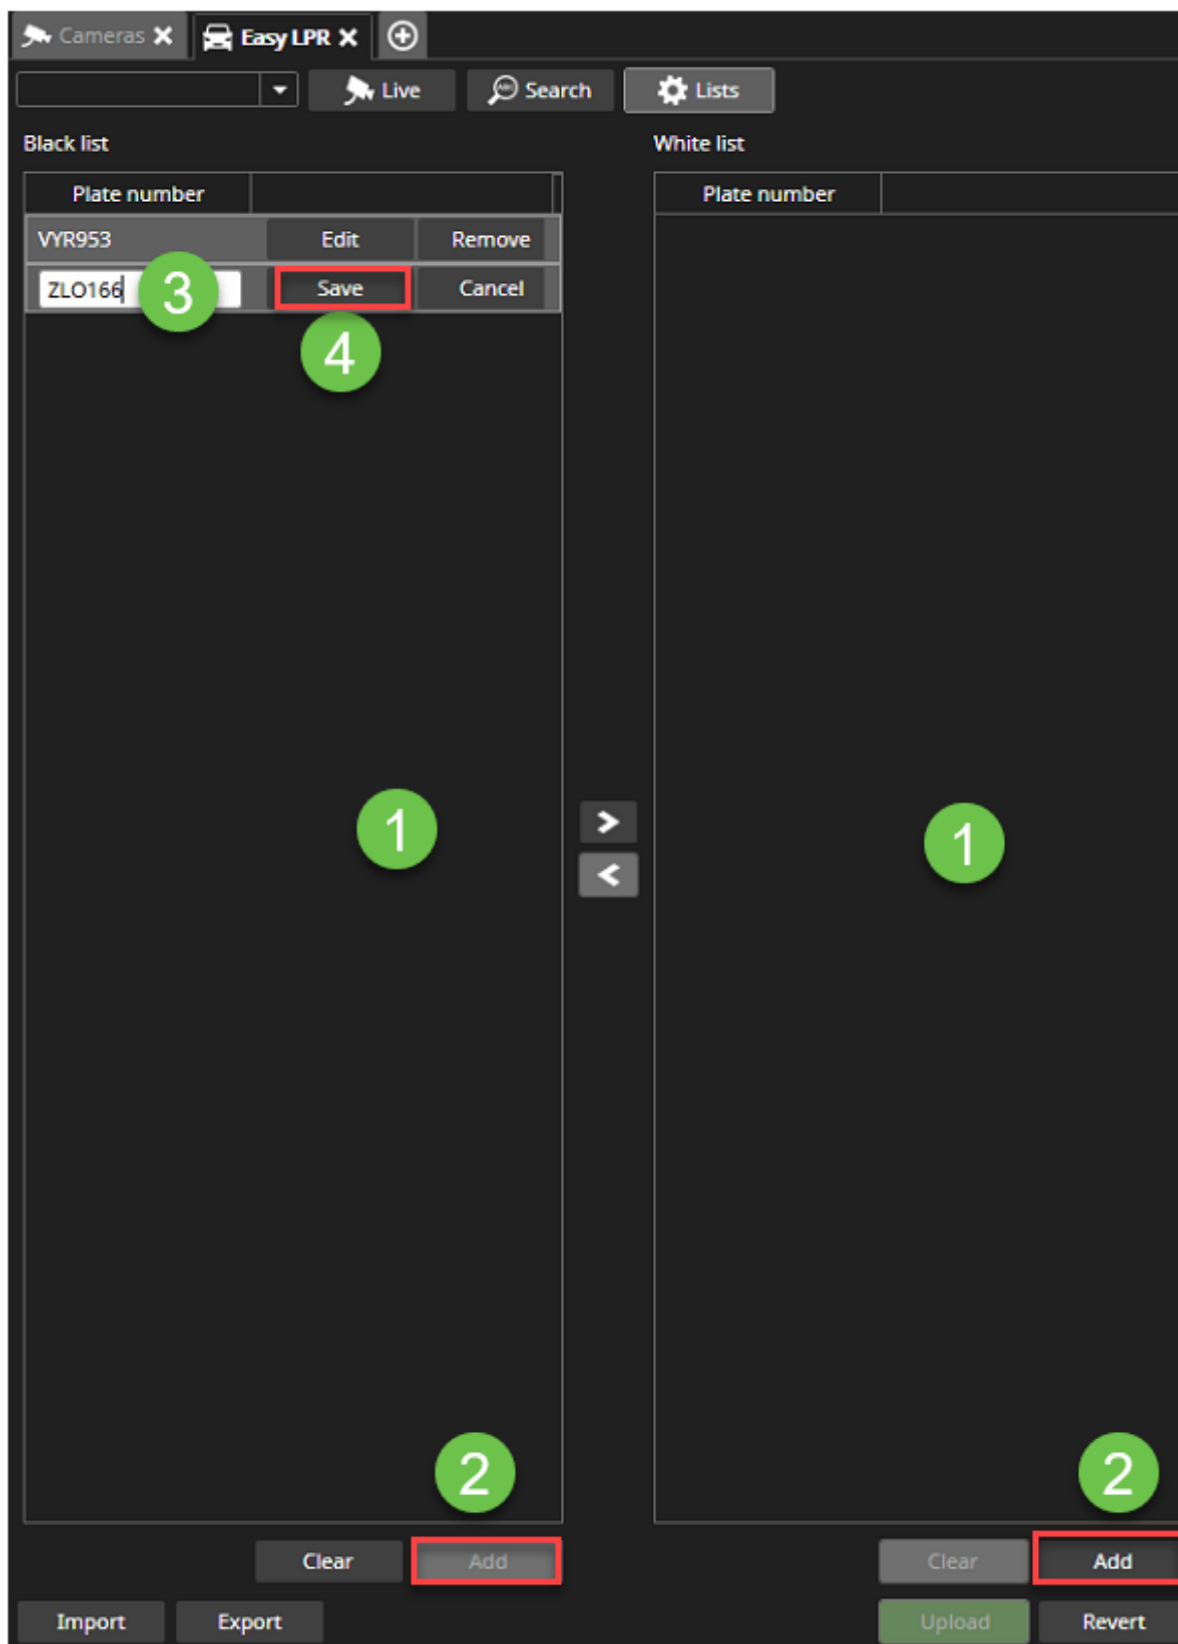 Cameras Easy LPR
Live Search Lists
Black list White list
Plate number Plate number
VYR953 Edit Remove
ZLO166 3 Save Cancel
4
1 1
2 2
Clear Add Clear Add
Import Export Upload Revert